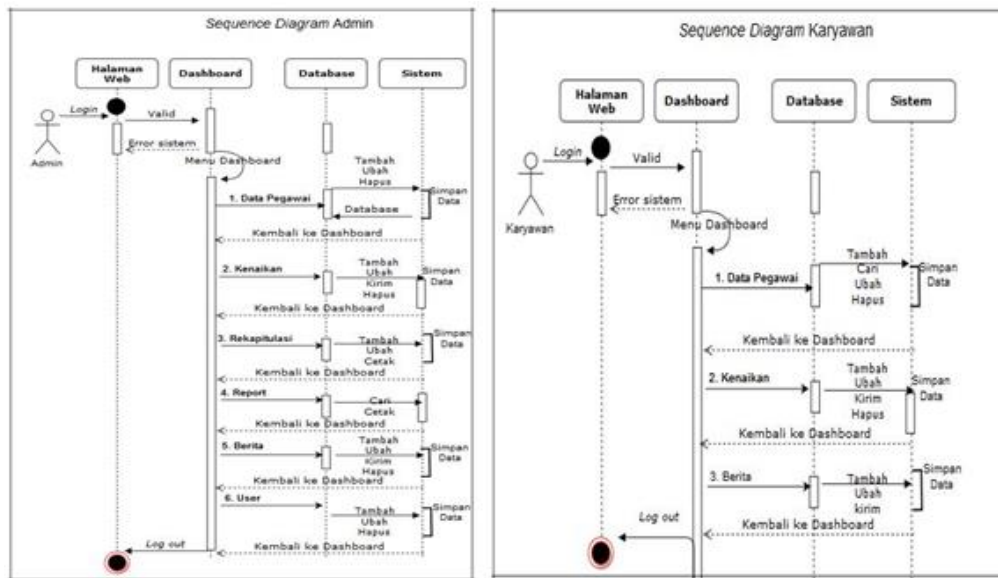 Sequence Diagram Admin
Halaman
Web
Dashboard
Database
Sistem
Login
Valid
Error sistem
Admin
Menu Dashboard
Tambah
Ubah
Hapus
Simpan
Data
1. Data Pegawai
Database
Kembali ke Dashboard
2. Kenaikan
Tambah
Ubah
Kirim
Hapus
Simpan
Data
Kembali ke Dashboard
3. Rekapitulasi
Tambah
Ubah
Cetak
Simpan
Data
Kembali ke Dashboard
4. Report
Cari
Cetak
Kembali ke Dashboard
5. Berita
Tambah
Ubah
Kirim
Hapus
Simpan
Data
Kembali ke Dashboard
6. User
Tambah
Ubah
Hapus
Simpan
Data
Log out
Kembali ke Dashboard
Sequence Diagram Karyawan
Halaman
Web
Dashboard
Database
Sistem
Login
Valid
Error sistem
Karyawan
Menu Dashboard
1. Data Pegawai
Tambah
Cari
Ubah
Hapus
Simpan
Data
Kembali ke Dashboard
2. Kenaikan
Tambah
Ubah
Kirim
Hapus
Simpan
Data
Kembali ke Dashboard
3. Berita
Tambah
Ubah
kirim
Simpan
Data
Log out
Kembali ke Dashboard